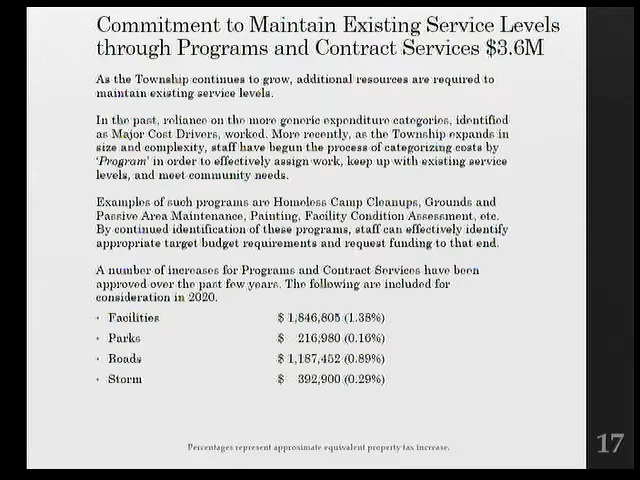 Commitment to Maintain Existing Service Levels
through Programs and Contract Services $3.6M
As the Township continues to grow, additional resources are required to
maintain existing service levels.
In the past, reliance on the more generic expenditure categories, identified
as Major Cost Drivers, worked. More recently, as the Township expands in
size and complexity, staff have begun the process of categorizing costs by
‘Program’ in order to effectively assign work, keep up with existing service
levels, and meet community needs.
Examples of such programs are Homeless Camp Cleanups, Grounds and
Passive Area Maintenance, Painting, Facility Condition Assessment, etc.
By continued identification of these programs, staff can effectively identify
appropriate target budget requirements and request funding to that end.
A number of increases for Programs and Contract Services have been
approved over the past few years. The following are included for
consideration in 2020.
• Facilities $ 1,846,805 (1.38%)
• Parks $ 216,980 (0.16%)
• Roads $ 1,187,452 (0.89%)
• Storm $ 392,900 (0.29%)
Percentages represent approximate equivalent property tax increase.
17